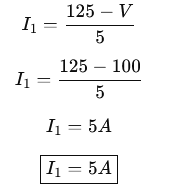 I₁ = (125 − V) / 5
I₁ = (125 − 100) / 5
I₁ = 5A
I₁ = 5A